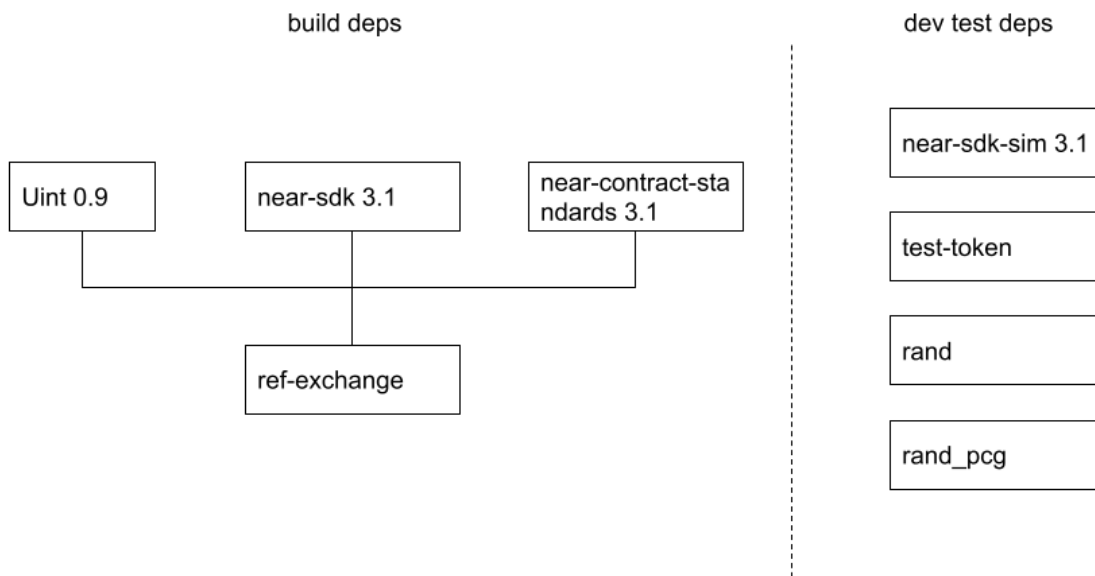 build deps
dev test deps
Uint 0.9
near-sdk 3.1
near-contract-sta
ndards 3.1
ref-exchange
near-sdk-sim 3.1
test-token
rand
rand_pcg